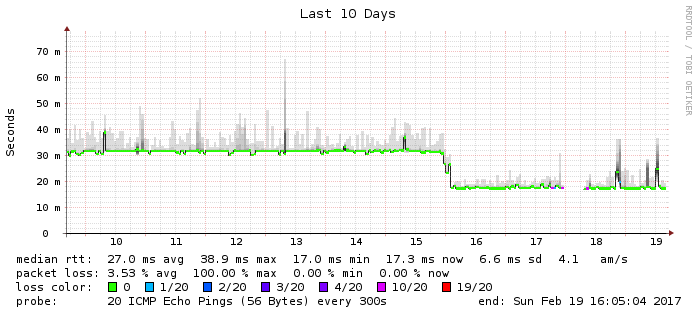 Last 10 Days
RRDTOOL / TOBI OETIKER
Seconds
70 m
60 m
50 m
40 m
30 m
20 m
10 m
0
10 11 12 13 14 15 16 17 18 19
median rtt: 27.0 ms avg 38.9 ms max 17.0 ms min 17.3 ms now 6.6 ms sd 4.1 am/s
packet loss: 3.53 % avg 100.00 % max 0.00 % min 0.00 % now
loss color: 0 1/20 2/20 3/20 4/20 10/20 19/20
probe: 20 ICMP Echo Pings (56 Bytes) every 300s end: Sun Feb 19 16:05:04 2017